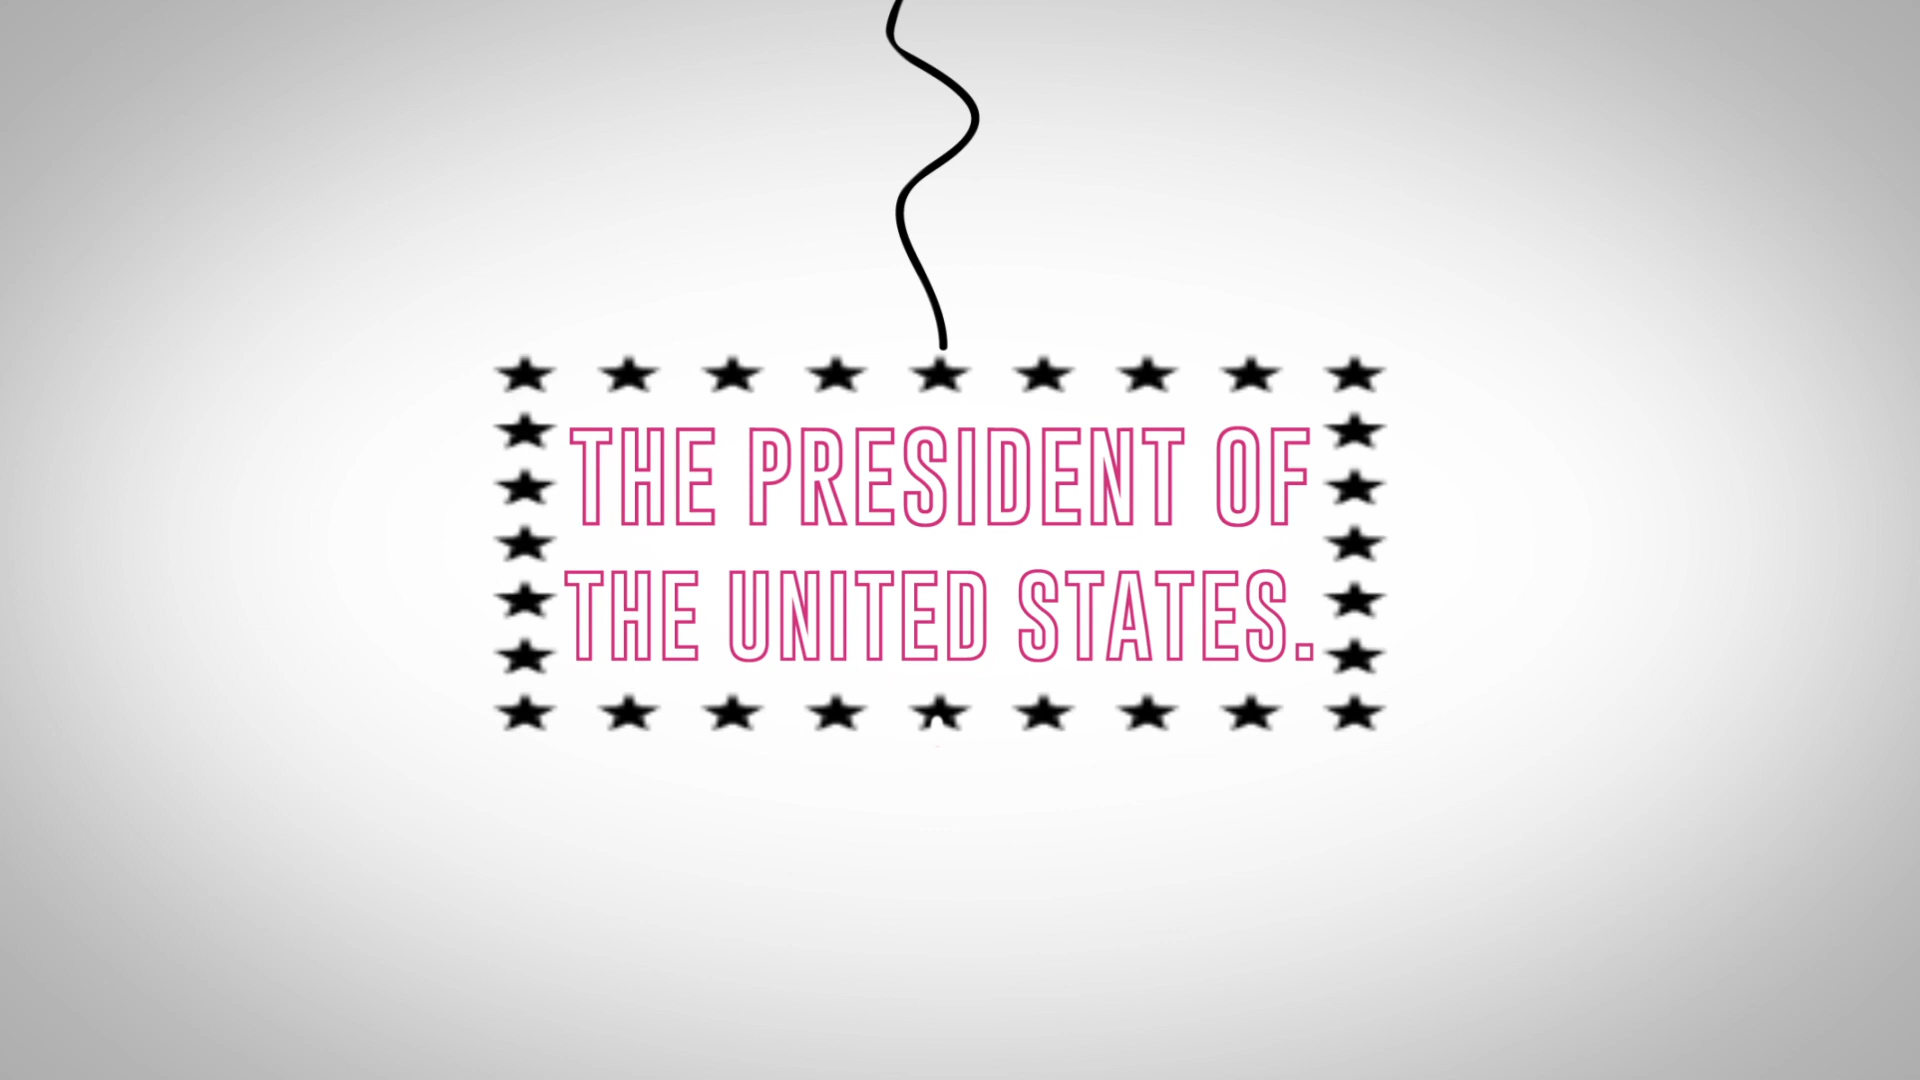 THE PRESIDENT OF
THE UNITED STATES.